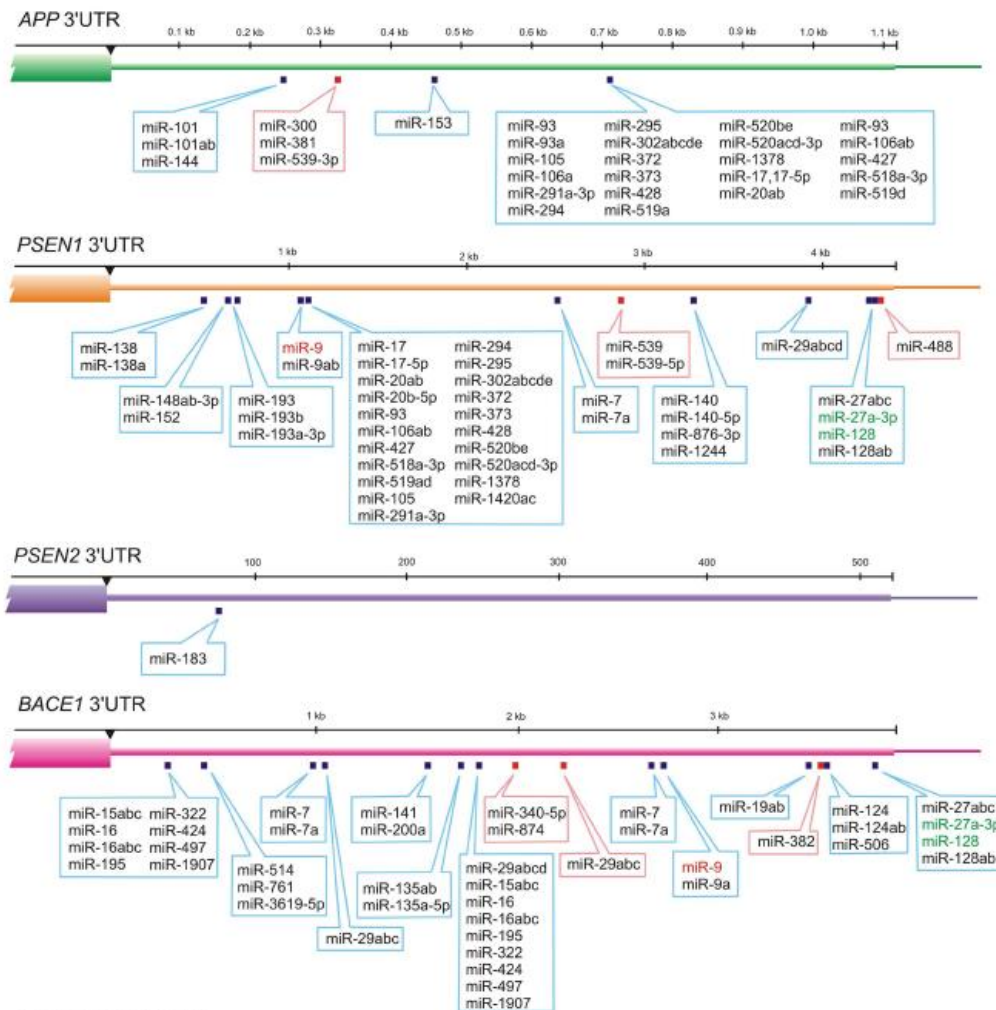 APP 3'UTR
0.1 kb 0.2 kb 0.3 kb 0.4 kb 0.5 kb 0.6 kb 0.7 kb 0.8 kb 0.9 kb 1.0 kb 1.1 kb
miR-101
miR-101ab
miR-144
miR-300
miR-381
miR-539-3p
miR-153
miR-93 miR-295 miR-520be miR-93
miR-93a miR-302abcde miR-520acd-3p miR-106ab
miR-105 miR-372 miR-1378 miR-427
miR-106a miR-373 miR-17,17-5p miR-518a-3p
miR-291a-3p miR-428 miR-20ab miR-519d
miR-294 miR-519a
PSEN1 3'UTR
1 kb 2 kb 3 kb 4 kb
miR-138
miR-138a
miR-148ab-3p
miR-152
miR-193
miR-193b
miR-193a-3p
miR-9
miR-9ab
miR-17 miR-294
miR-17-5p miR-295
miR-20ab miR-302abcde
miR-20b-5p miR-372
miR-93 miR-373
miR-106ab miR-428
miR-427 miR-520be
miR-518a-3p miR-520acd-3p
miR-519ad miR-1378
miR-105 miR-1420ac
miR-291a-3p
miR-7
miR-7a
miR-539
miR-539-5p
miR-140
miR-140-5p
miR-876-3p
miR-1244
miR-29abcd
miR-27abc
miR-27a-3p
miR-128
miR-128ab
miR-488
PSEN2 3'UTR
100 200 300 400 500
miR-183
BACE1 3'UTR
1 kb 2 kb 3 kb
miR-15abc miR-322
miR-16 miR-424
miR-16abc miR-497
miR-195 miR-1907
miR-514
miR-761
miR-3619-5p
miR-7
miR-7a
miR-29abc
miR-141
miR-200a
miR-135ab
miR-135a-5p
miR-29abcd
miR-15abc
miR-16
miR-16abc
miR-195
miR-322
miR-424
miR-497
miR-1907
miR-340-5p
miR-874
miR-29abc
miR-7
miR-7a
miR-9
miR-9a
miR-19ab
miR-382
miR-124
miR-124ab
miR-506
miR-27abc
miR-27a-3p
miR-128
miR-128ab